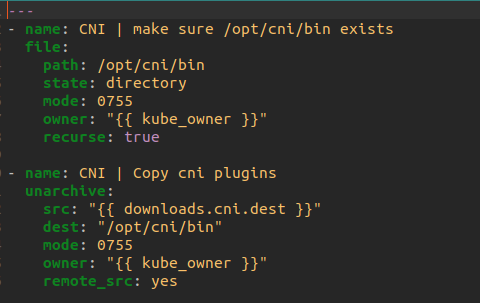 ---
- name: CNI | make sure /opt/cni/bin exists
  file:
    path: /opt/cni/bin
    state: directory
    mode: 0755
    owner: "{{ kube_owner }}"
    recurse: true

- name: CNI | Copy cni plugins
  unarchive:
    src: "{{ downloads.cni.dest }}"
    dest: "/opt/cni/bin"
    mode: 0755
    owner: "{{ kube_owner }}"
    remote_src: yes